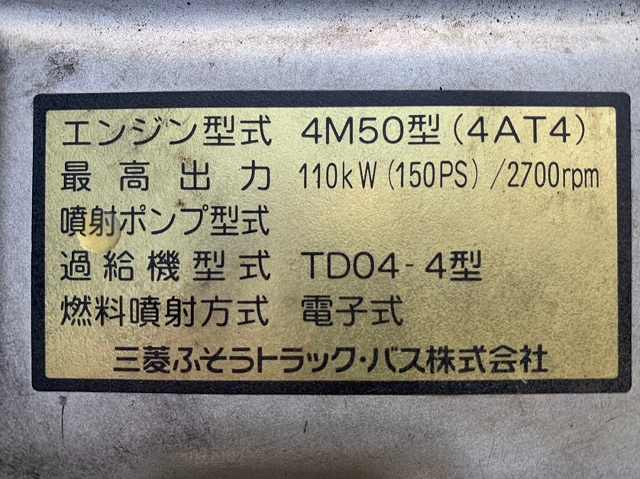 エンジン型式 4M50型(4AT4)
最高出力 110kW(150PS)/2700rpm
噴射ポンプ型式
過給機型式 TD04-4型
燃料噴射方式 電子式
三菱ふそうトラック・バス株式会社